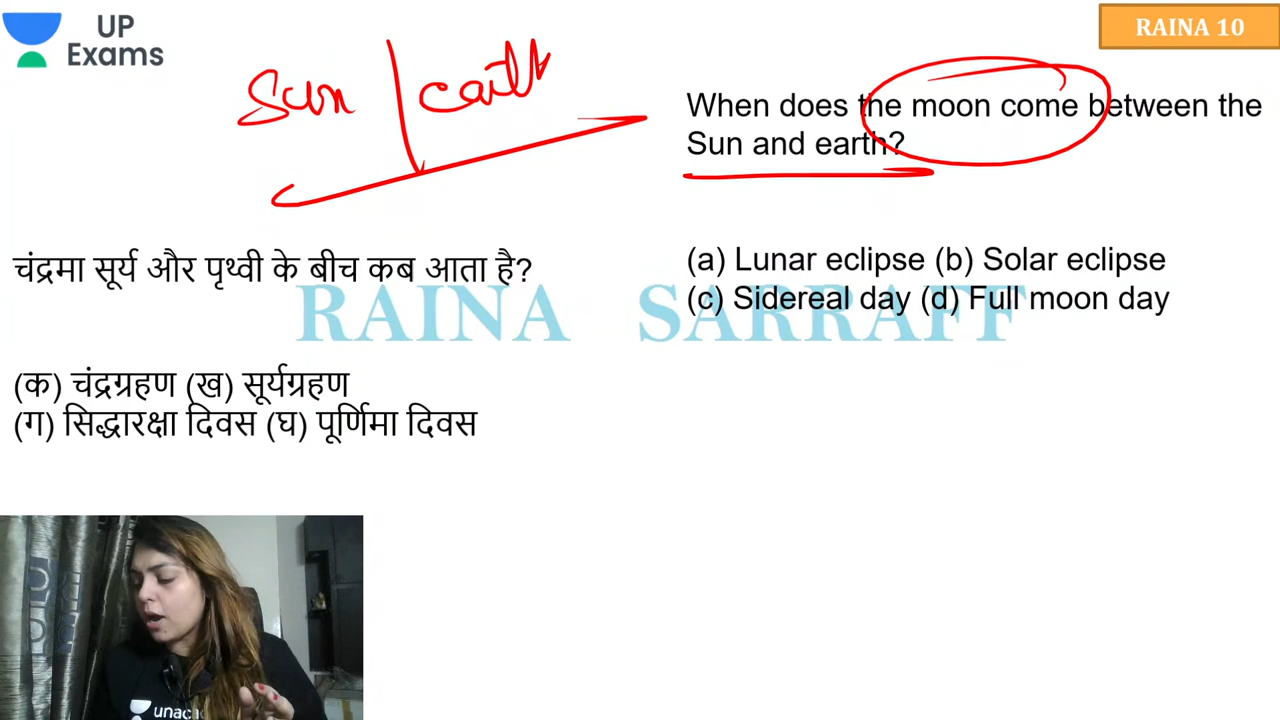 UP
Exams
RAINA 10
Sun | earth
When does the moon come between the
Sun and earth?
चंद्रमा सूर्य और पृथ्वी के बीच कब आता है?
(a) Lunar eclipse (b) Solar eclipse
(c) Sidereal day (d) Full moon day
RAINA SARRAFF
(क) चंद्रग्रहण (ख) सूर्यग्रहण
(ग) सिद्धारक्षा दिवस (घ) पूर्णिमा दिवस